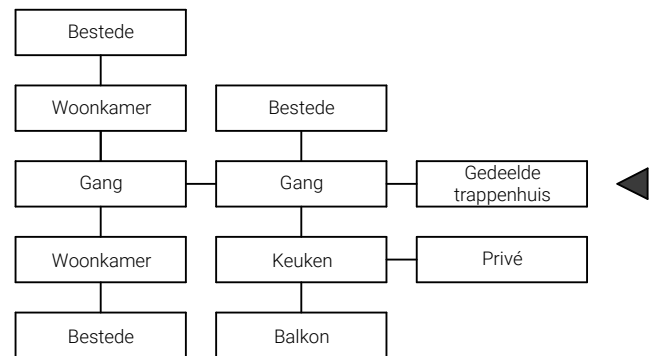 Bestede
Woonkamer
Bestede
Gang
Gang
Gedeelde
trappenhuis
Woonkamer
Keuken
Privé
Bestede
Balkon